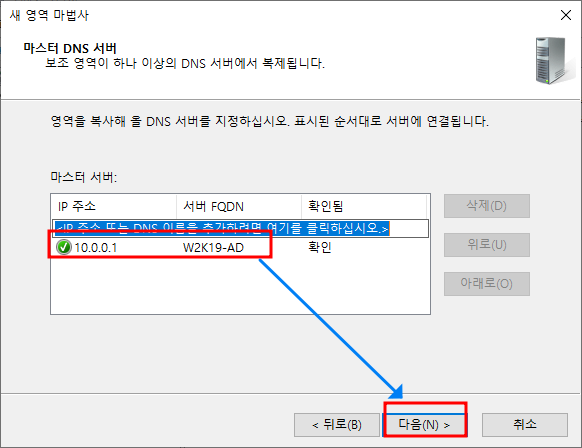 새 영역 마법사
마스터 DNS 서버
보조 영역이 하나 이상의 DNS 서버에서 복제됩니다.
영역을 복사해 올 DNS 서버를 지정하십시오. 표시된 순서대로 서버에 연결됩니다.
마스터 서버:
IP 주소 서버 FQDN 확인됨
<IP 주소 또는 DNS 이름을 추가하려면 여기를 클릭하십시오.>
10.0.0.1 W2K19-AD 확인
삭제(D)
위로(U)
아래로(O)
< 뒤로(B) 다음(N) > 취소